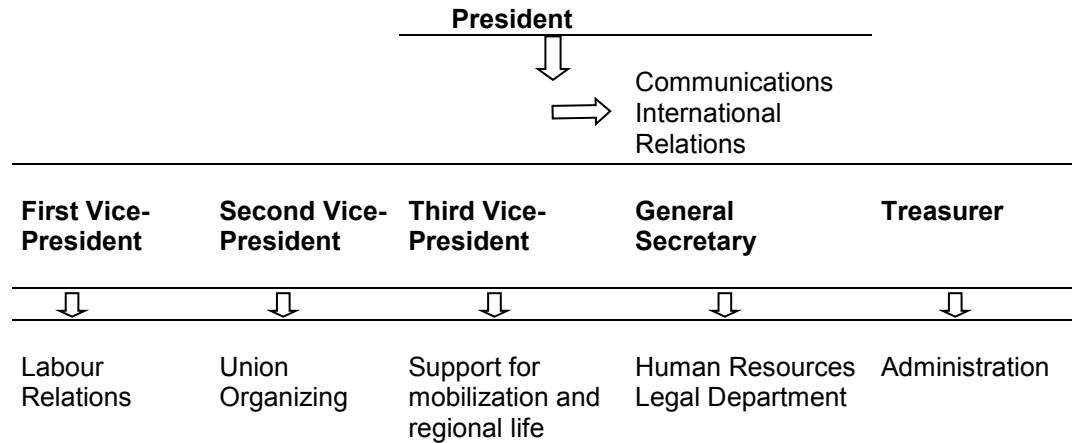 President
Communications
International
Relations
First Vice-
President
Second Vice-
President
Third Vice-
President
General
Secretary
Treasurer
Labour
Relations
Union
Organizing
Support for
mobilization and
regional life
Human Resources
Legal Department
Administration